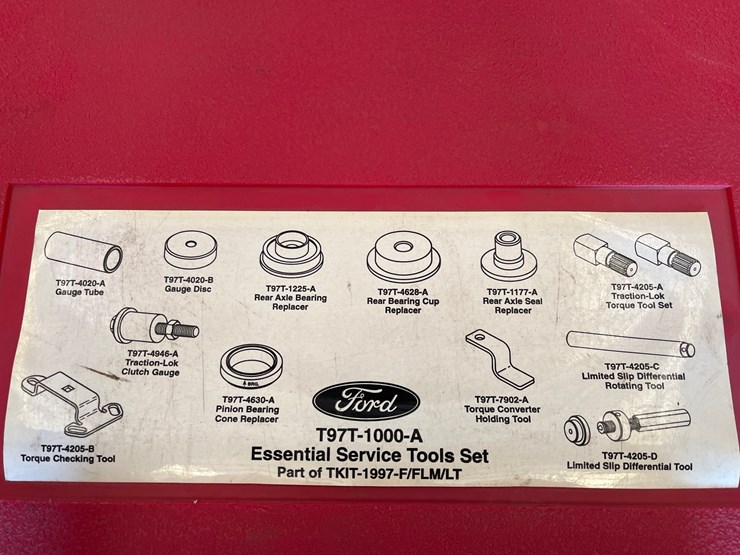 T97T-4020-A
Gauge Tube
T97T-4020-B
Gauge Disc
T97T-1225-A
Rear Axle Bearing
Replacer
T97T-4628-A
Rear Bearing Cup
Replacer
T97T-1177-A
Rear Axle Seal
Replacer
T97T-4205-A
Traction-Lok
Torque Tool Set
T97T-4946-A
Traction-Lok
Clutch Gauge
BRG.
T97T-4630-A
Pinion Bearing
Cone Replacer
T97T-7902-A
Torque Converter
Holding Tool
T97T-4205-C
Limited Slip Differential
Rotating Tool
T97T-4205-B
Torque Checking Tool
Ford
T97T-1000-A
Essential Service Tools Set
Part of TKIT-1997-F/FLM/LT
T97T-4205-D
Limited Slip Differential Tool